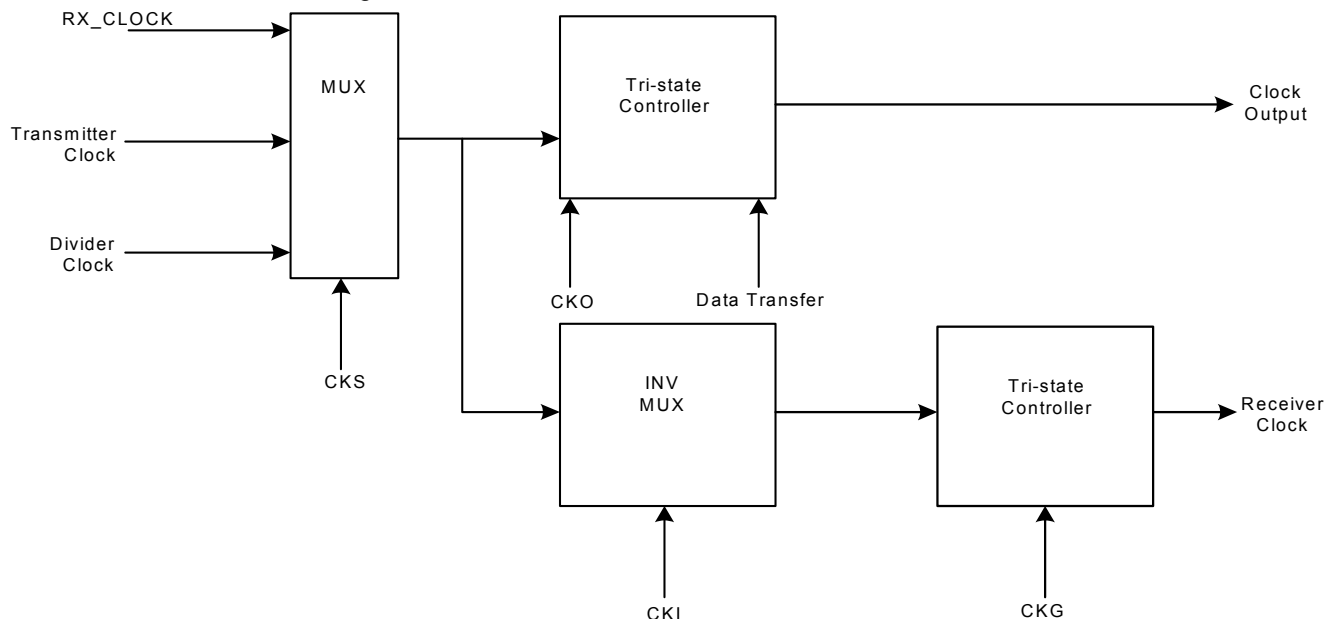 RX_CLOCK
MUX
Tri-state
Controller
Clock
Output
Transmitter
Clock
Divider
Clock
CKO
Data Transfer
CKS
INV
MUX
Tri-state
Controller
Receiver
Clock
CKI
CKG